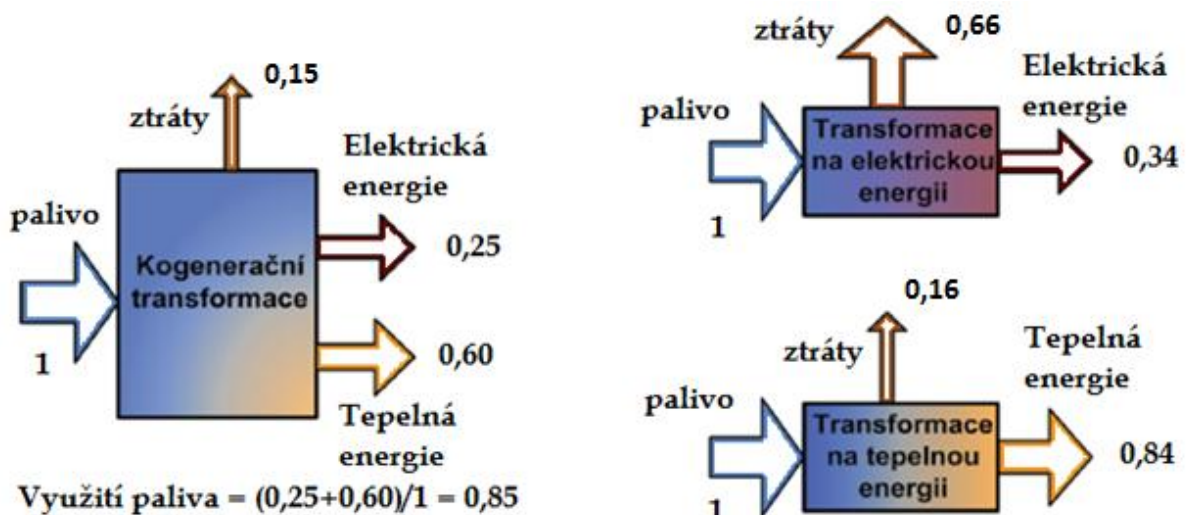 0,15
ztráty
Elektrická
energie
palivo
0,25
Kogenerační
transformace
1
0,60
Tepelná
energie
Využití paliva = (0,25+0,60)/1 = 0,85
ztráty
0,66
Elektrická
energie
palivo
Transformace
na elektrickou
energii
0,34
1
0,16
ztráty
Tepelná
energie
palivo
Transformace
na tepelnou
energii
0,84
1